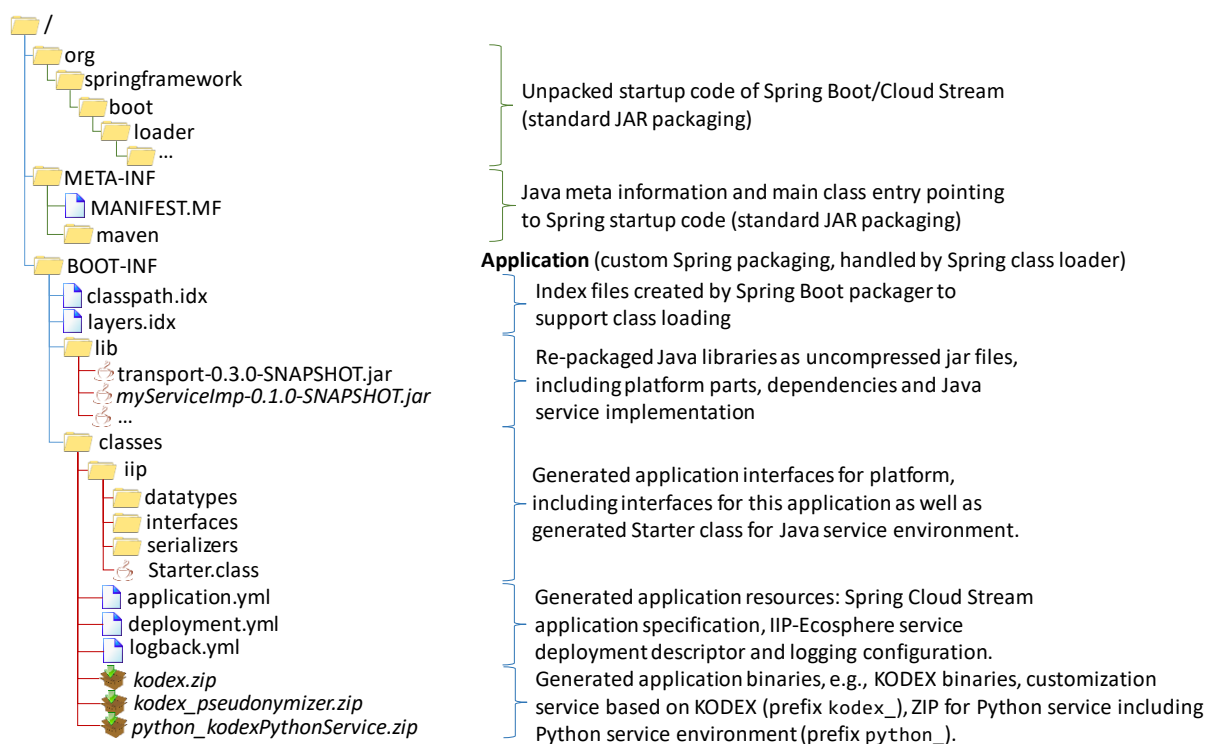 /
org
springframework
boot
loader
...
Unpacked startup code of Spring Boot/Cloud Stream
(standard JAR packaging)
META-INF
MANIFEST.MF
maven
Java meta information and main class entry pointing
to Spring startup code (standard JAR packaging)
BOOT-INF
Application (custom Spring packaging, handled by Spring class loader)
classpath.idx
layers.idx
Index files created by Spring Boot packager to
support class loading
lib
transport-0.3.0-SNAPSHOT.jar
myServiceImp-0.1.0-SNAPSHOT.jar
...
Re-packaged Java libraries as uncompressed jar files,
including platform parts, dependencies and Java
service implementation
classes
iip
datatypes
interfaces
serializers
Starter.class
Generated application interfaces for platform,
including interfaces for this application as well as
generated Starter class for Java service environment.
application.yml
deployment.yml
logback.yml
Generated application resources: Spring Cloud Stream
application specification, IIP-Ecosphere service
deployment descriptor and logging configuration.
kodex.zip
kodex_pseudonymizer.zip
python_kodexPythonService.zip
Generated application binaries, e.g., KODEX binaries, customization
service based on KODEX (prefix kodex_), ZIP for Python service including
Python service environment (prefix python_).